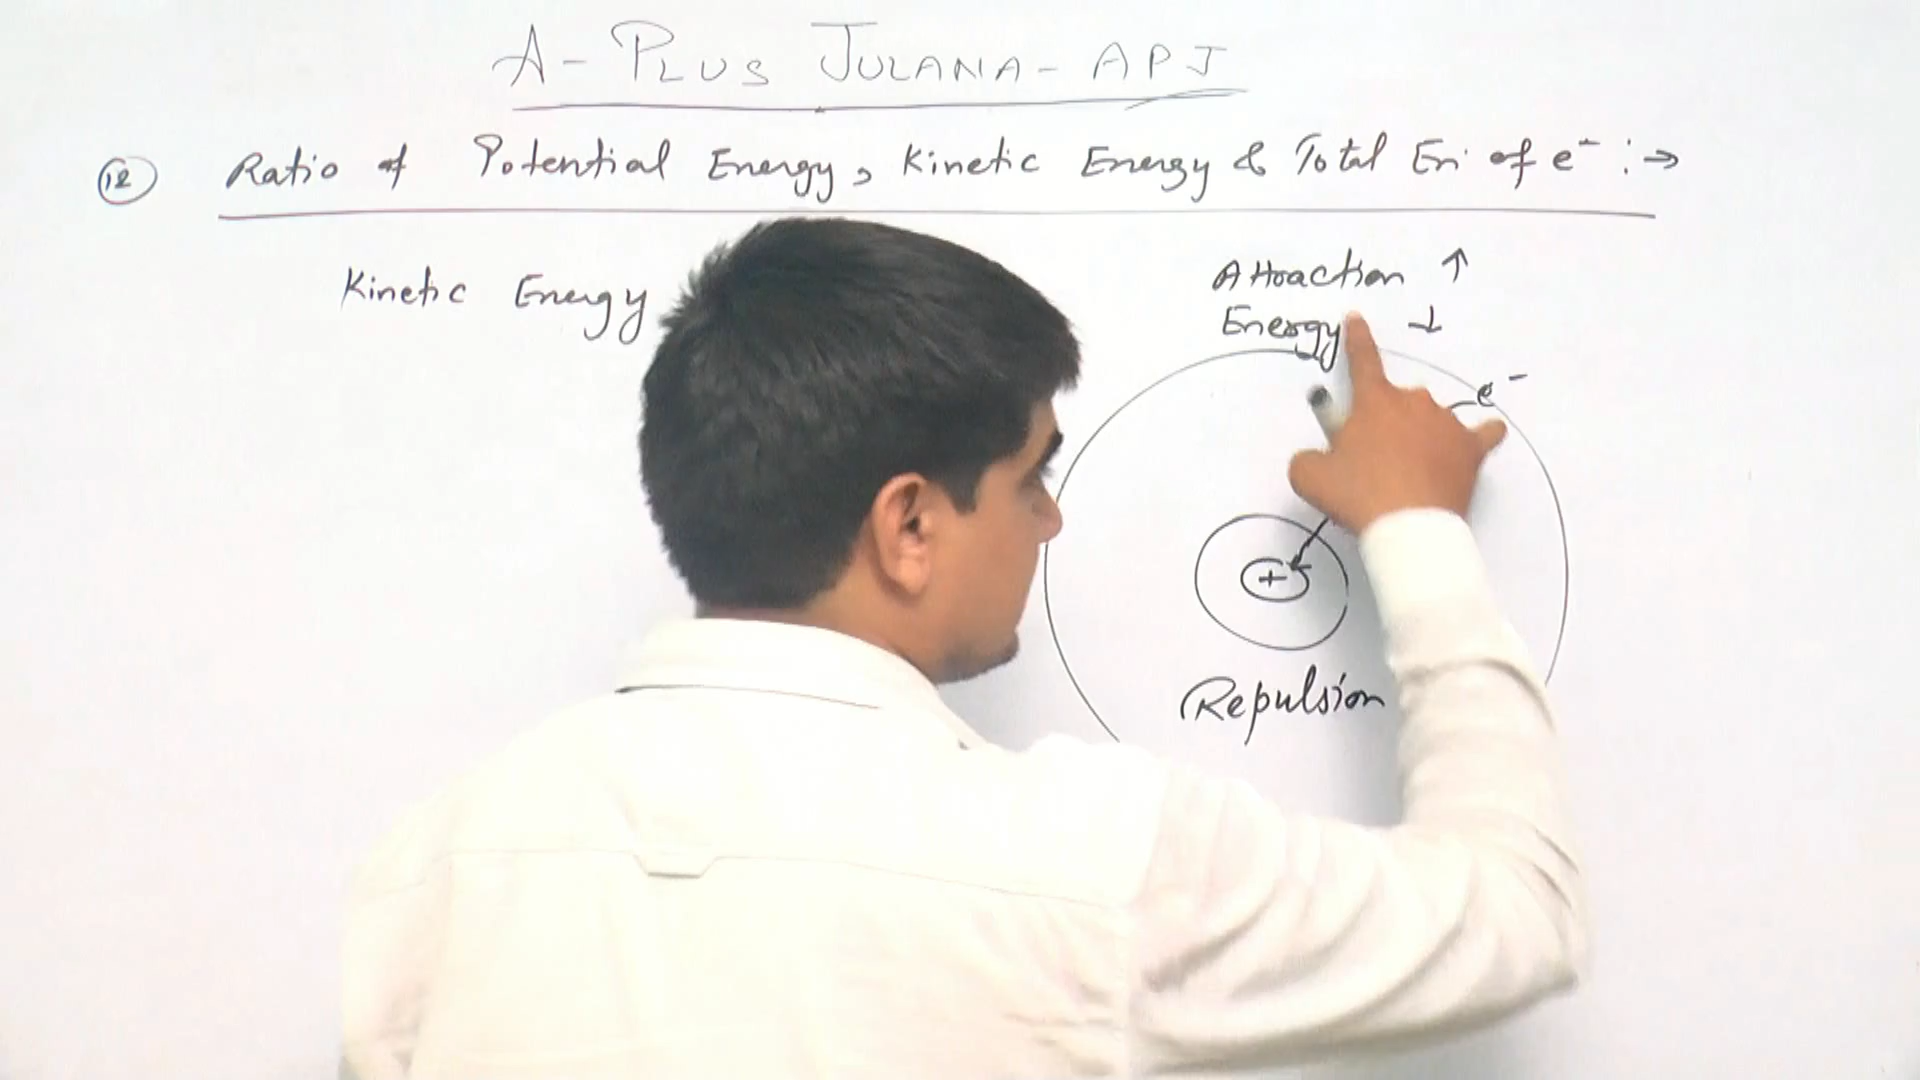 A - PLUS JULANA - APJ
12 Ratio of Potential Energy, Kinetic Energy & Total En. of e⁻ :→
Kinetic Energy
Attraction ↑
Energy ↓
e⁻
+
Repulsion